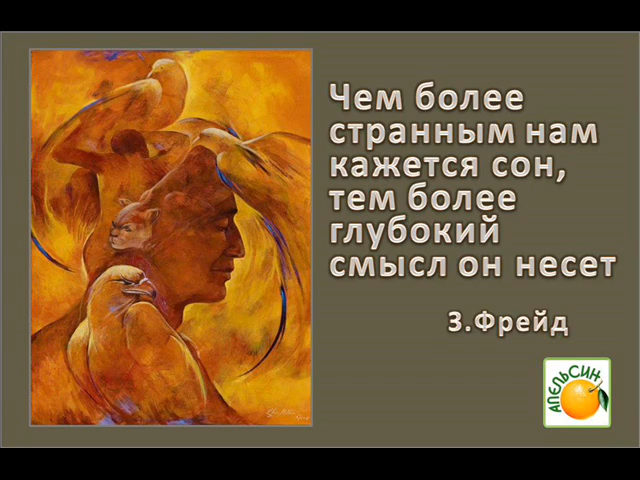 Чем более
странным нам
кажется сон,
тем более
глубокий
смысл он несет
З.Фрейд
АПЕЛЬСИН